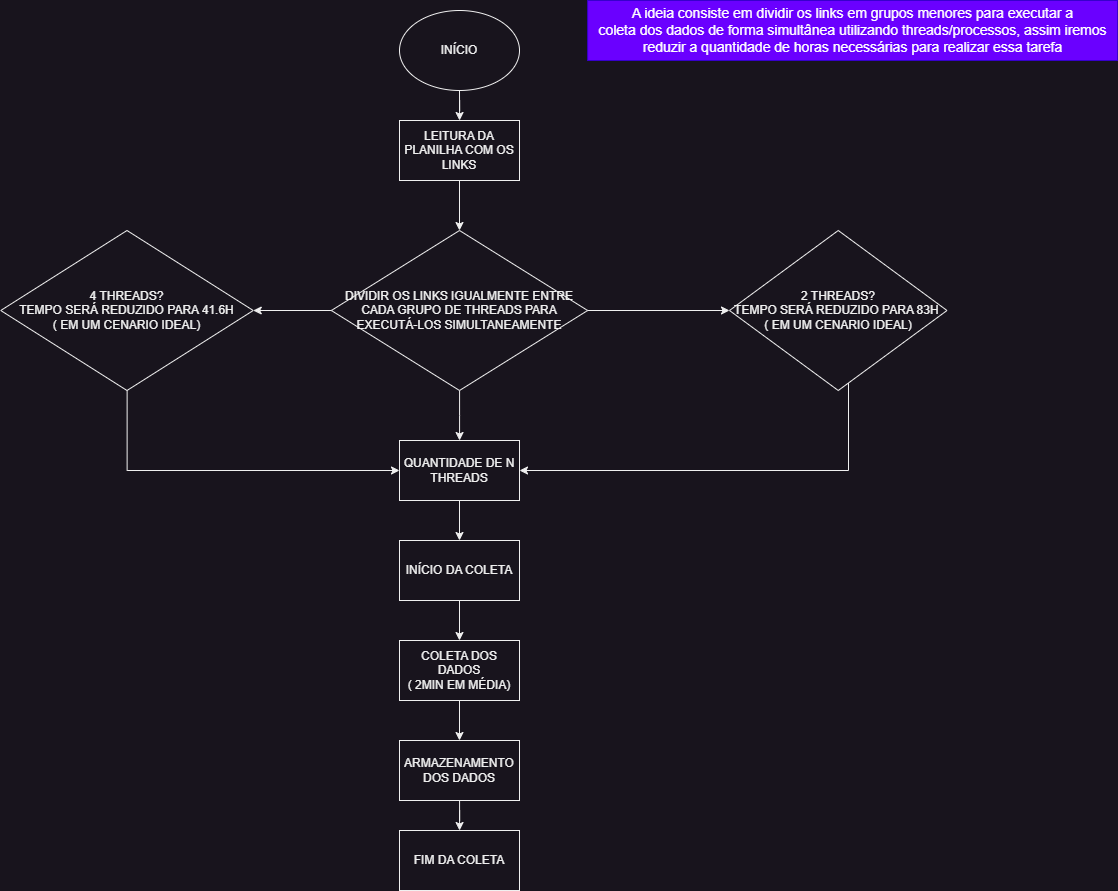 A ideia consiste em dividir os links em grupos menores para executar a
coleta dos dados de forma simultânea utilizando threads/processos, assim iremos
reduzir a quantidade de horas necessárias para realizar essa tarefa
INÍCIO
LEITURA DA
PLANILHA COM OS
LINKS
4 THREADS?
TEMPO SERÁ REDUZIDO PARA 41.6H
( EM UM CENARIO IDEAL)
DIVIDIR OS LINKS IGUALMENTE ENTRE
CADA GRUPO DE THREADS PARA
EXECUTÁ-LOS SIMULTANEAMENTE
2 THREADS?
TEMPO SERÁ REDUZIDO PARA 83H
( EM UM CENARIO IDEAL)
QUANTIDADE DE N
THREADS
INÍCIO DA COLETA
COLETA DOS
DADOS
( 2MIN EM MÉDIA)
ARMAZENAMENTO
DOS DADOS
FIM DA COLETA